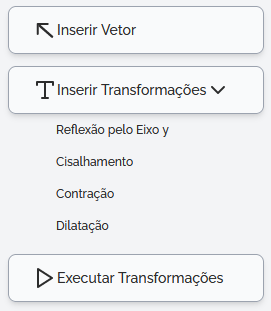 Inserir Vetor
Inserir Transformações
Reflexão pelo Eixo y
Cisalhamento
Contração
Dilatação
Executar Transformações